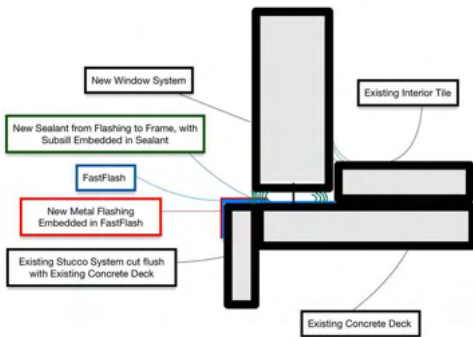 New Window System
Existing Interior Tile
New Sealant from Flashing to Frame, with
Subsill Embedded in Sealant
FastFlash
New Metal Flashing
Embedded in FastFlash
Existing Stucco System cut flush
with Existing Concrete Deck
Existing Concrete Deck